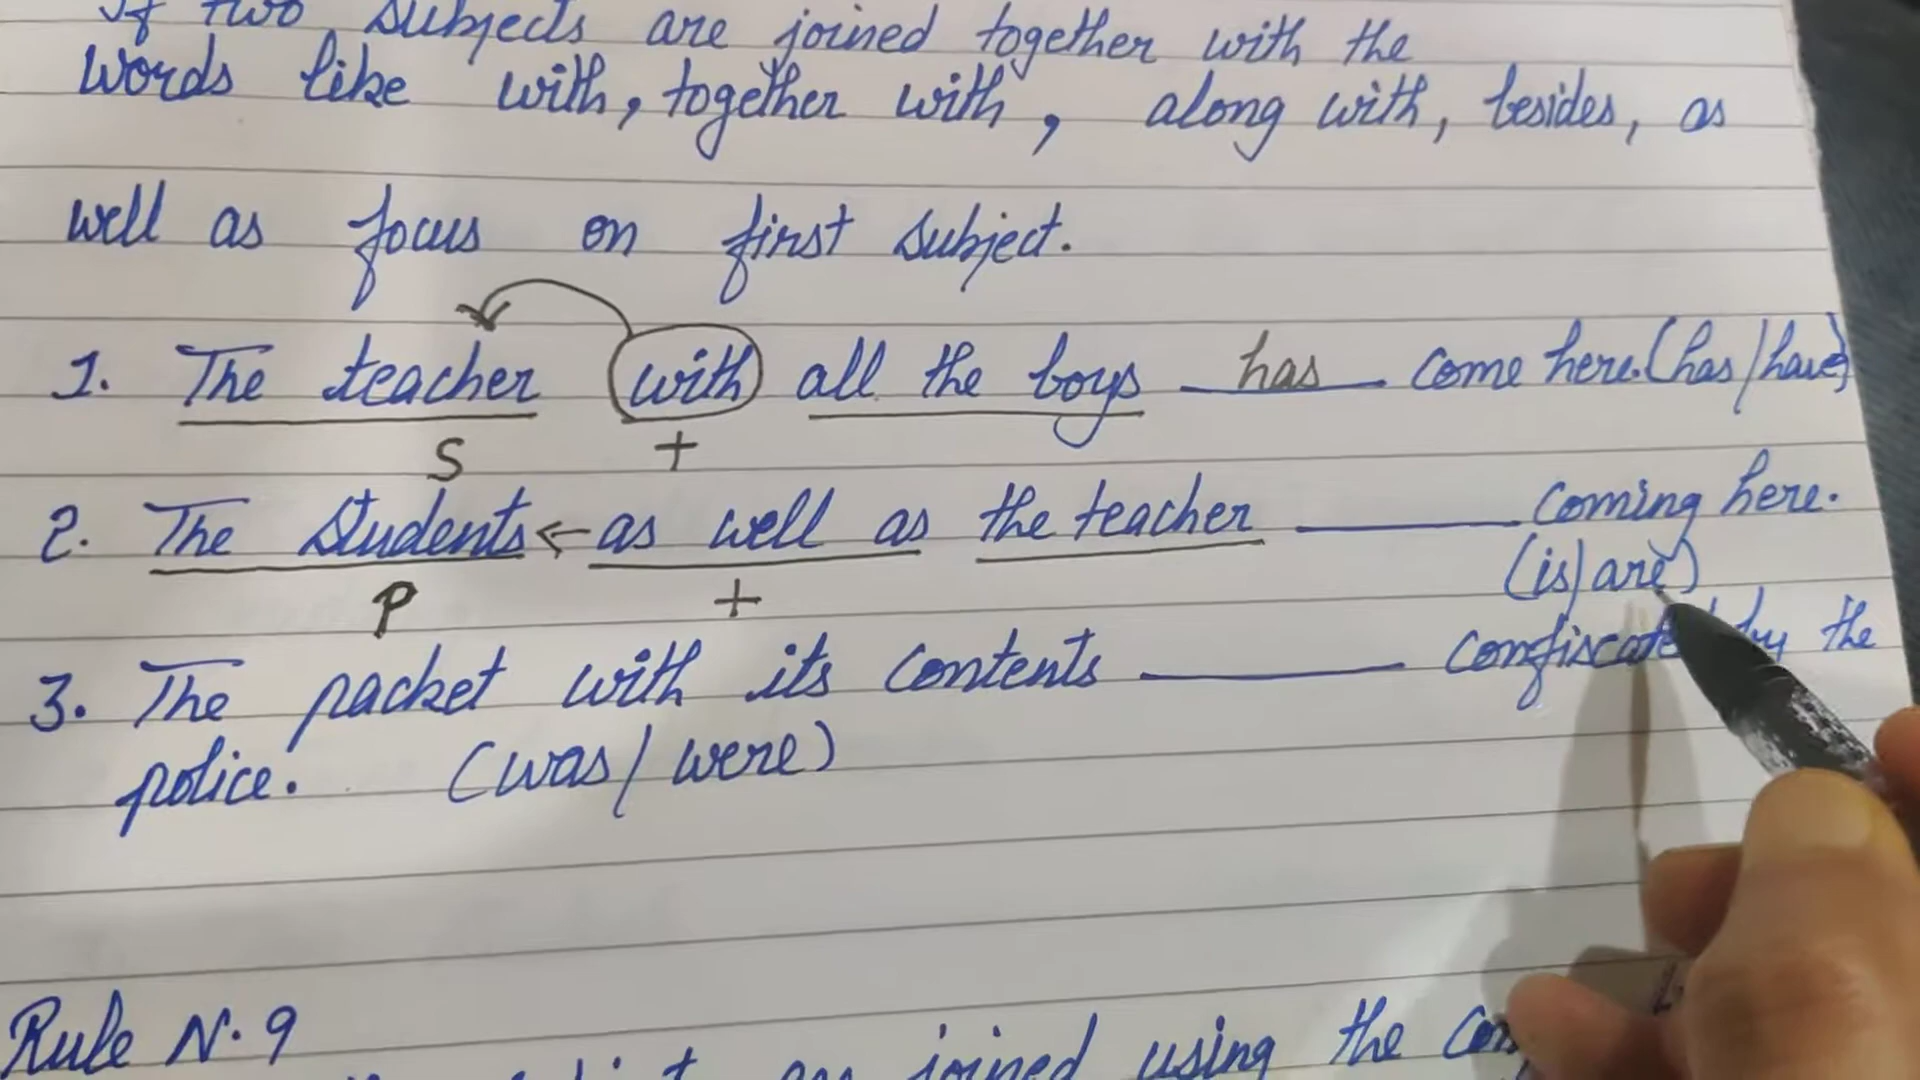 If two subjects are joined together with the
words like with, together with, along with, besides, as
well as focus on first subject.
1. The teacher with all the boys has come here. (has/have)
S +
2. The Students ← as well as the teacher ______ coming here.
(is/are)
P +
3. The packet with its contents ______ confiscated by the
police. (was/were)
Rule N. 9
are joined using the